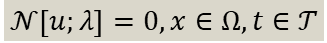 𝒩[u; λ] = 0, x ∈ Ω, t ∈ 𝒯